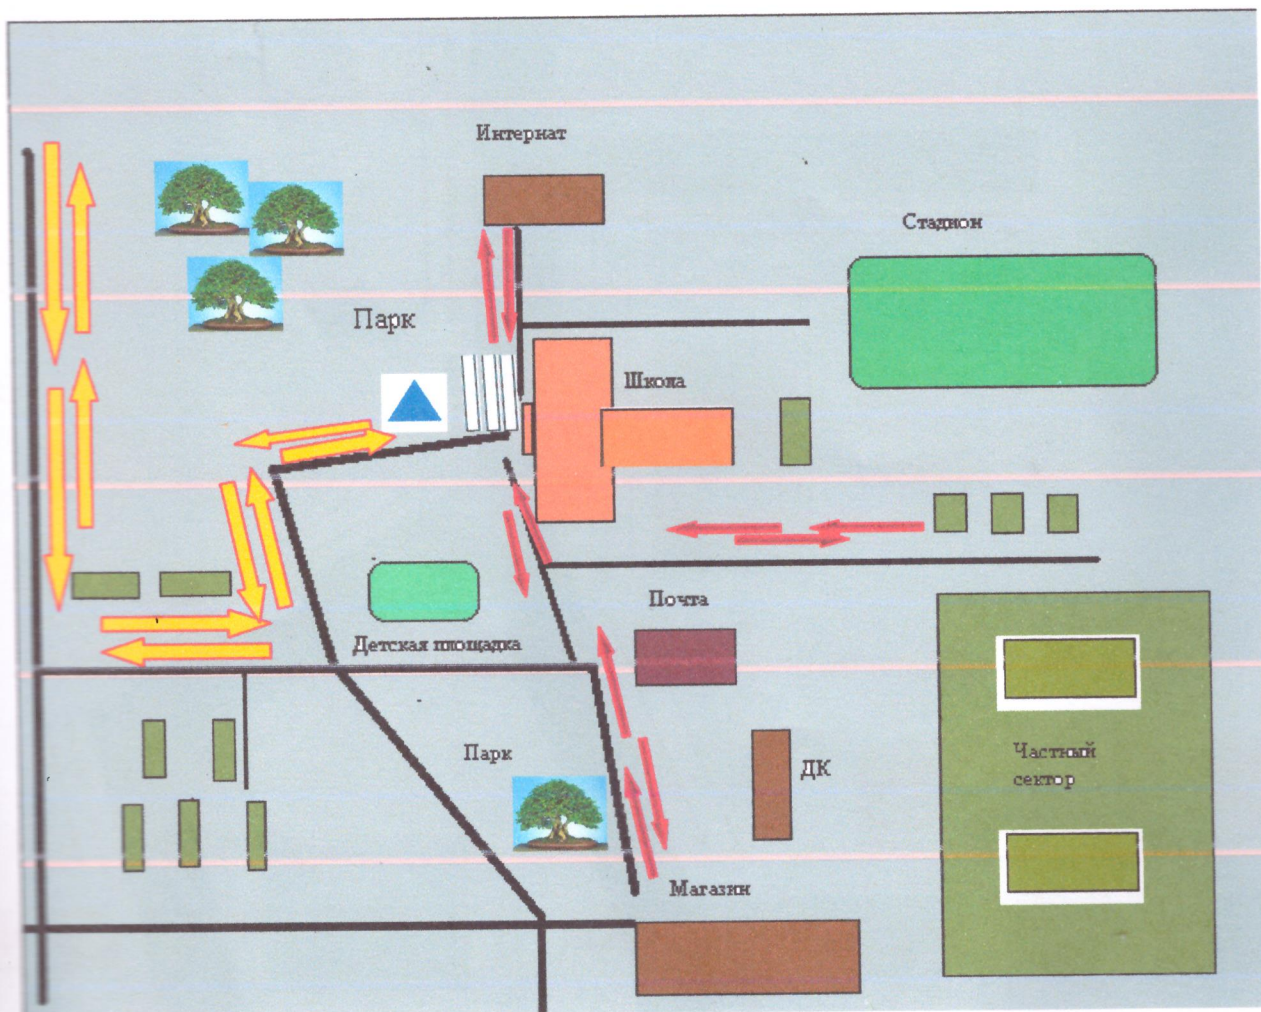 Интернат
Стадион
Парк
Школа
Почта
Детская площадка
Парк
ДК
Частный
сектор
Магазин